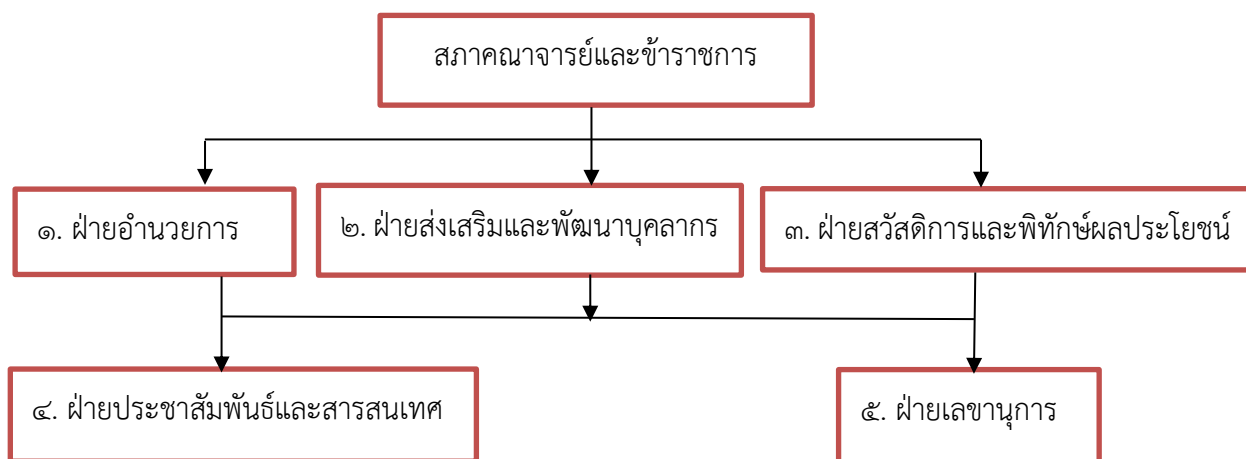 สภาคณาจารย์และข้าราชการ
๑. ฝ่ายอำนวยการ
๒. ฝ่ายส่งเสริมและพัฒนาบุคลากร
๓. ฝ่ายสวัสดิการและพิทักษ์ผลประโยชน์
๔. ฝ่ายประชาสัมพันธ์และสารสนเทศ
๕. ฝ่ายเลขานุการ